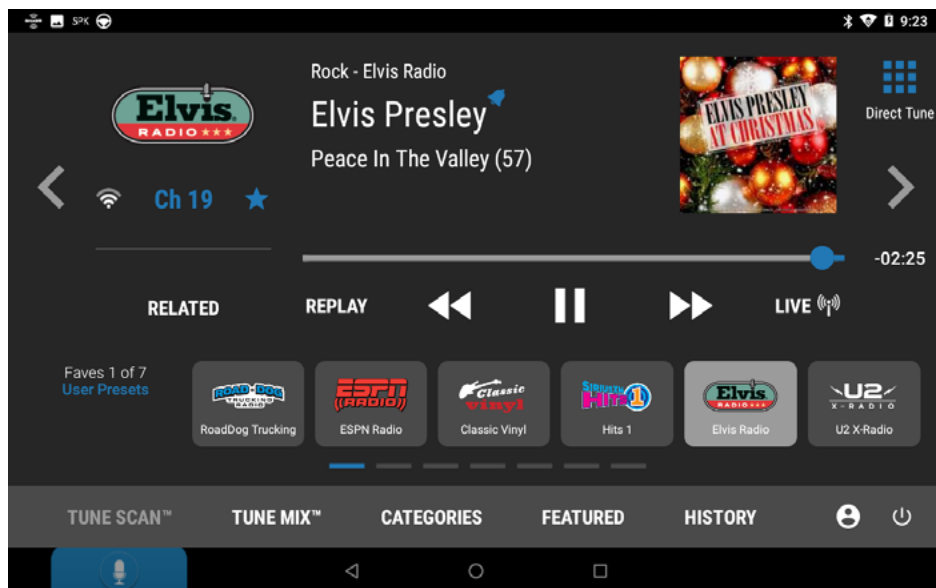 SPK
9:23
Elvis
RADIO
Rock - Elvis Radio
Elvis Presley
Peace In The Valley (57)
ELVIS PRESLEY
AT CHRISTMAS
Direct Tune
Ch 19
-02:25
RELATED
REPLAY
LIVE
Faves 1 of 7
User Presets
ROAD DOG
TRUCKING
RADIO
RoadDog Trucking
ESPN
RADIO
ESPN Radio
Classic
vinyl
Classic Vinyl
SIRIUSXM
Hits 1
Hits 1
Elvis
RADIO
Elvis Radio
U2
X-RADIO
U2 X-Radio
TUNE SCAN™
TUNE MIX™
CATEGORIES
FEATURED
HISTORY